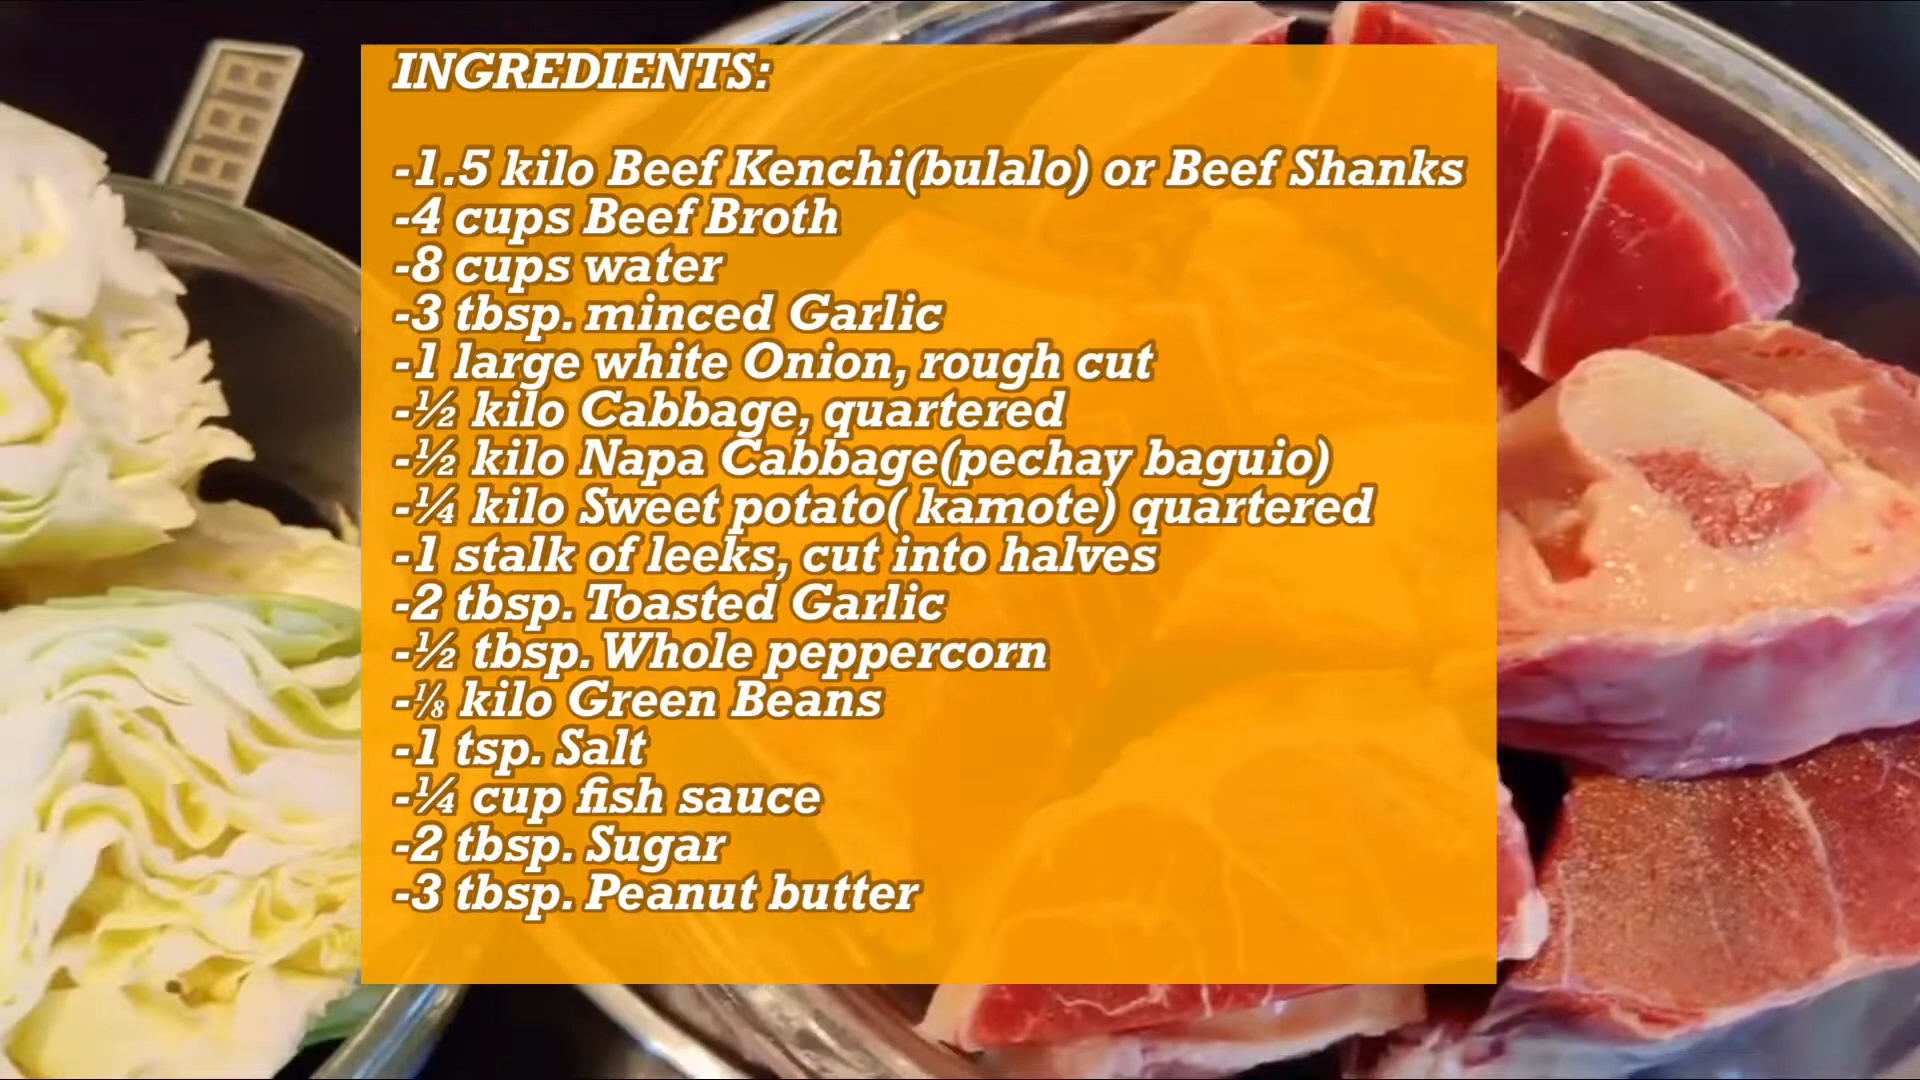 INGREDIENTS:
-1.5 kilo Beef Kenchi(bulalo) or Beef Shanks
-4 cups Beef Broth
-8 cups water
-3 tbsp. minced Garlic
-1 large white Onion, rough cut
-½ kilo Cabbage, quartered
-½ kilo Napa Cabbage(pechay baguio)
-¼ kilo Sweet potato( kamote) quartered
-1 stalk of leeks, cut into halves
-2 tbsp. Toasted Garlic
-½ tbsp. Whole peppercorn
-⅛ kilo Green Beans
-1 tsp. Salt
-¼ cup fish sauce
-2 tbsp. Sugar
-3 tbsp. Peanut butter